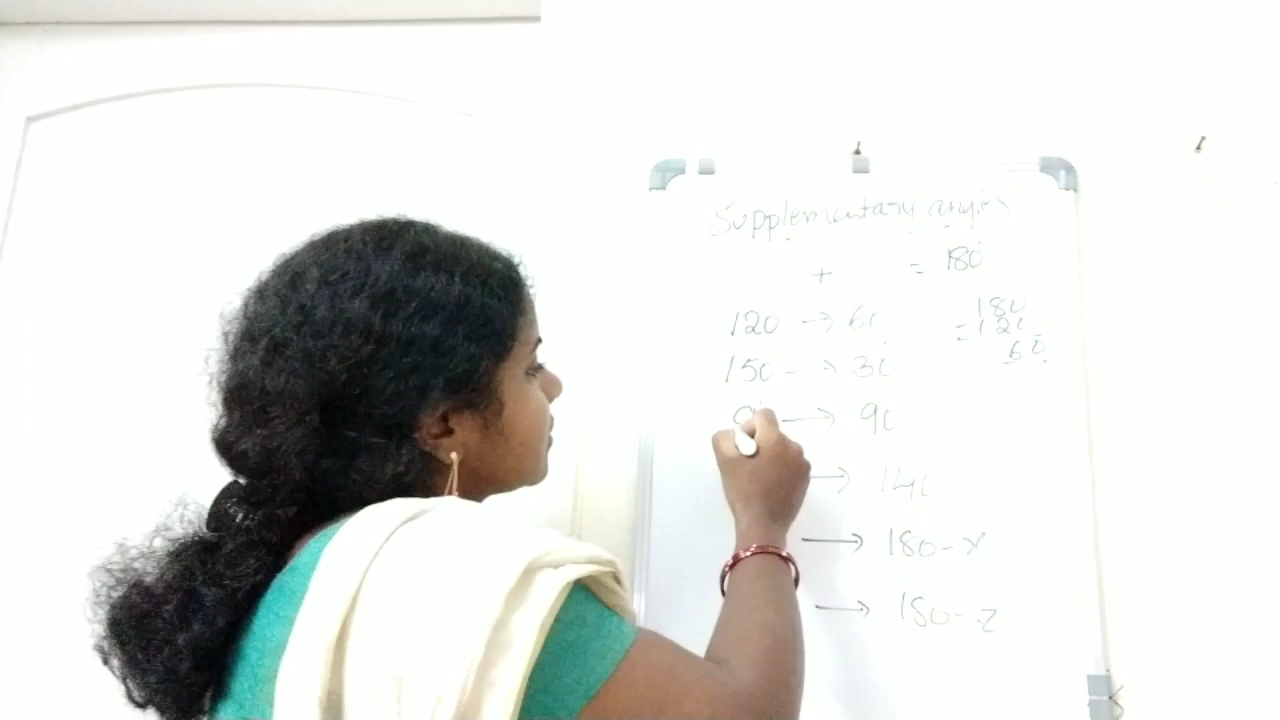 Supplementary angles
+ = 180
120 → 60
150 - → 30
→ 90
→ 140
→ 180-x
→ 180-z
180
- 120
60